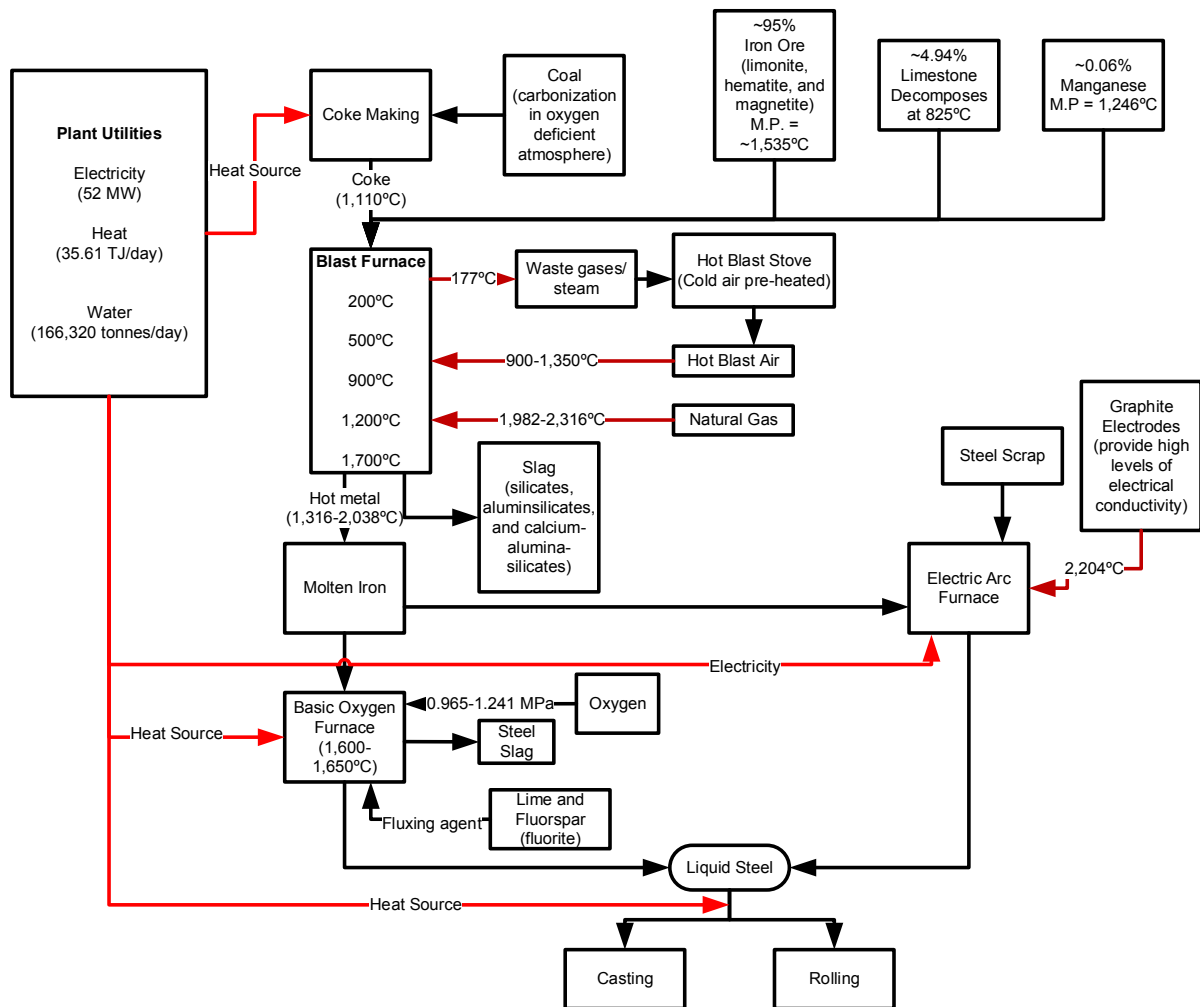 Plant Utilities
Electricity
(52 MW)
Heat
(35.61 TJ/day)
Water
(166,320 tonnes/day)
Heat Source
Coke Making
Coal
(carbonization
in oxygen
deficient
atmosphere)
~95%
Iron Ore
(limonite,
hematite, and
magnetite)
M.P. =
~1,535ºC
~4.94%
Limestone
Decomposes
at 825ºC
~0.06%
Manganese
M.P = 1,246ºC
Coke
(1,110ºC)
Blast Furnace
200ºC
500ºC
900ºC
1,200ºC
1,700ºC
177ºC
Waste gases/
steam
Hot Blast Stove
(Cold air pre-heated)
900-1,350ºC
Hot Blast Air
1,982-2,316ºC
Natural Gas
Hot metal
(1,316-2,038ºC)
Slag
(silicates,
aluminsilicates,
and calcium-
alumina-
silicates)
Steel Scrap
Graphite
Electrodes
(provide high
levels of
electrical
conductivity)
2,204ºC
Molten Iron
Electric Arc
Furnace
Electricity
Heat Source
Basic Oxygen
Furnace
(1,600-
1,650ºC)
0.965-1.241 MPa
Oxygen
Steel
Slag
Fluxing agent
Lime and
Fluorspar
(fluorite)
Liquid Steel
Heat Source
Casting
Rolling